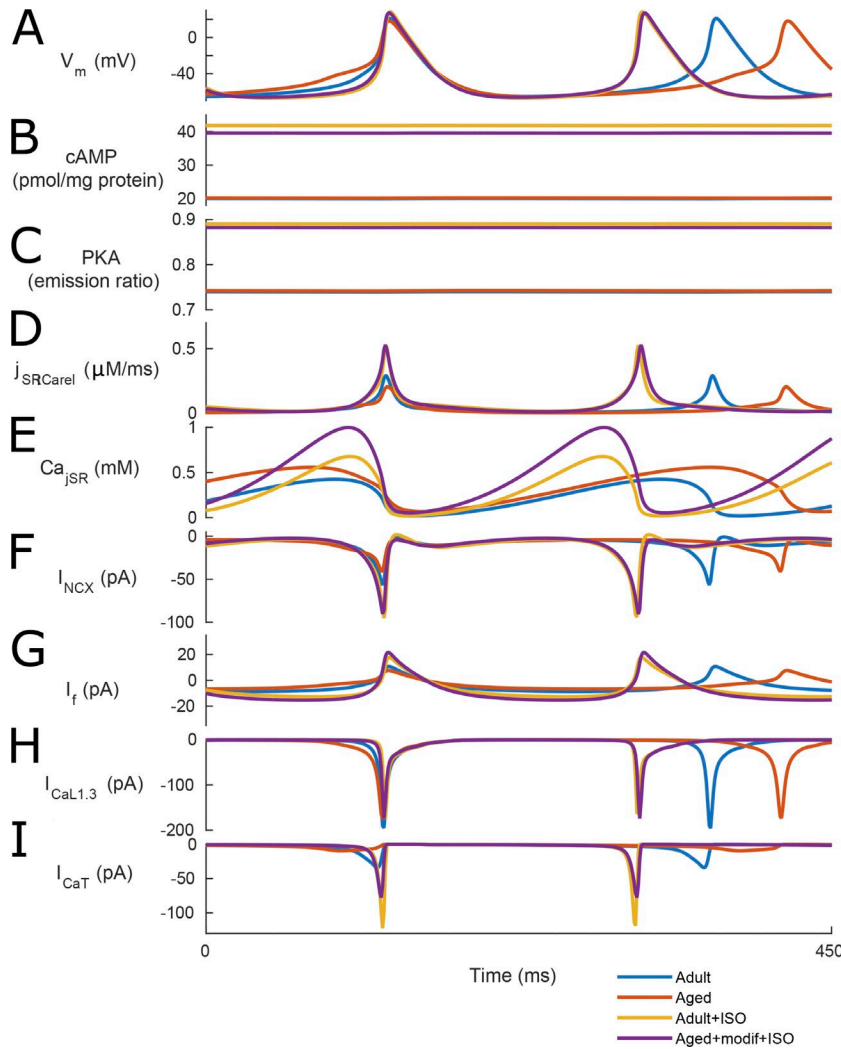 A
V_m (mV)
0
-40
B
cAMP
(pmol/mg protein)
40
30
20
C
PKA
(emission ratio)
0.9
0.8
0.7
D
j_SRCarel (μM/ms)
0.5
0
E
Ca_jSR (mM)
1
0.5
0
F
I_NCX (pA)
0
-50
-100
G
I_f (pA)
20
0
-20
H
I_CaL1.3 (pA)
0
-100
-200
I
I_CaT (pA)
0
-50
-100
0
450
Time (ms)
Adult
Aged
Adult+ISO
Aged+modif+ISO